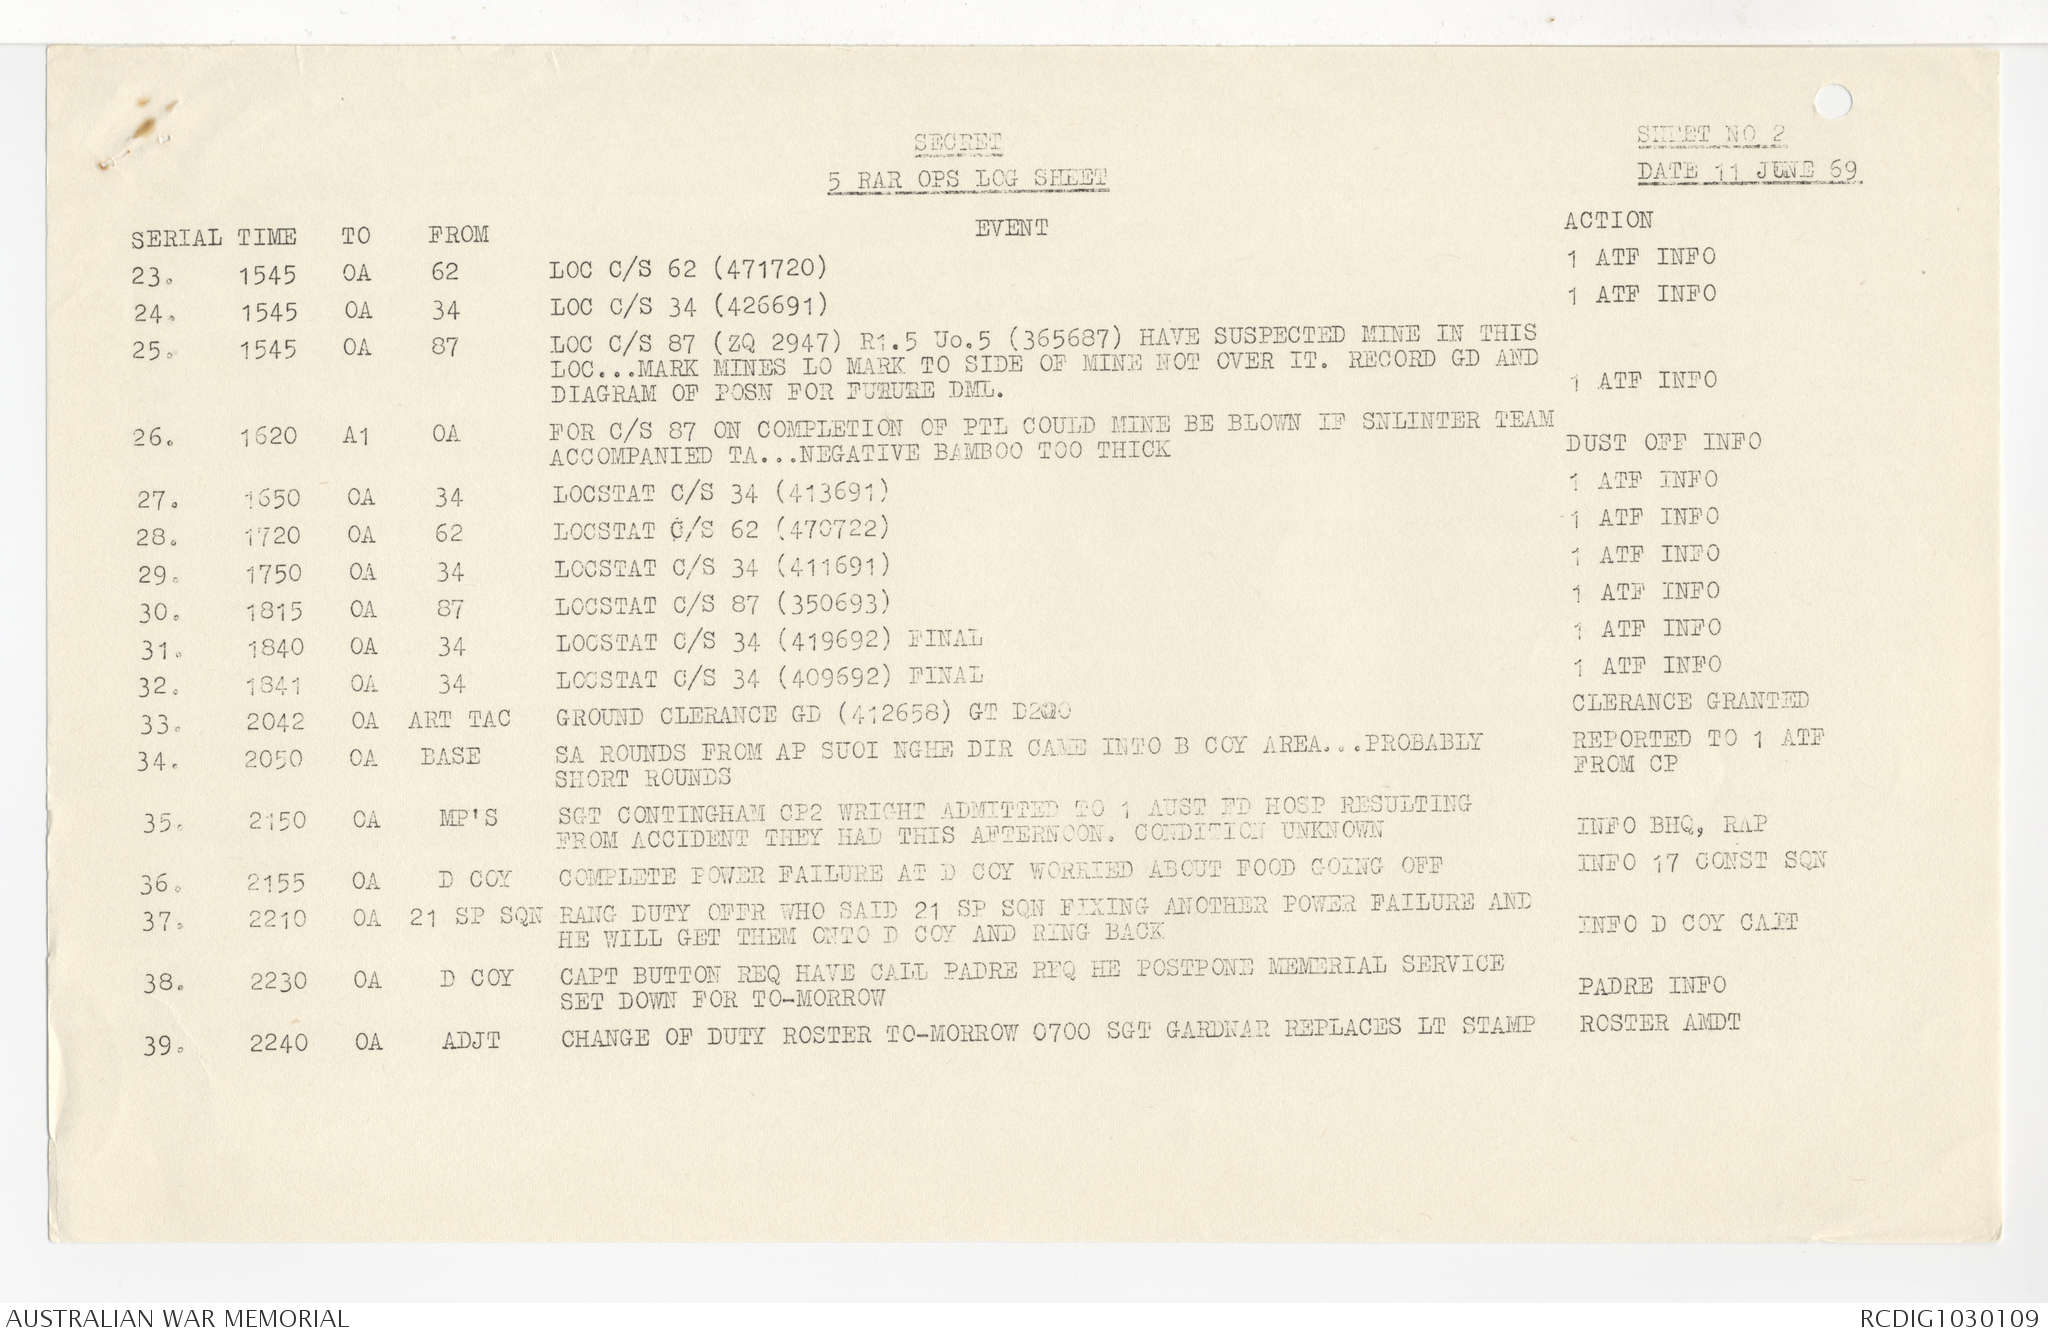 SECRET
5 RAR OPS LOG SHEET
SHEET NO 2
DATE 11 JUNE 69
SERIAL TIME TO FROM EVENT ACTION
23. 1545 OA 62 LOC C/S 62 (471720) 1 ATF INFO
24. 1545 OA 34 LOC C/S 34 (426691) 1 ATF INFO
25. 1545 OA 87 LOC C/S 87 (ZQ 2947) R1.5 Uo.5 (365687) HAVE SUSPECTED MINE IN THIS
LOC...MARK MINES LO MARK TO SIDE OF MINE NOT OVER IT. RECORD GD AND
DIAGRAM OF POSN FOR FUTURE DML. 1 ATF INFO
26. 1620 A1 OA FOR C/S 87 ON COMPLETION OF PTL COULD MINE BE BLOWN IF SNLINTER TEAM
ACCOMPANIED TA...NEGATIVE BAMBOO TOO THICK DUST OFF INFO
27. 1650 OA 34 LOCSTAT C/S 34 (413691) 1 ATF INFO
28. 1720 OA 62 LOCSTAT C/S 62 (470722) 1 ATF INFO
29. 1750 OA 34 LOCSTAT C/S 34 (411691) 1 ATF INFO
30. 1815 OA 87 LOCSTAT C/S 87 (350693) 1 ATF INFO
31. 1840 OA 34 LOCSTAT C/S 34 (419692) FINAL 1 ATF INFO
32. 1841 OA 34 LOCSTAT C/S 34 (409692) FINAL 1 ATF INFO
33. 2042 OA ART TAC GROUND CLERANCE GD (412658) GT CLERANCE GRANTED
34. 2050 OA BASE SA ROUNDS FROM AP SUOI NGHE DIR CAME INTO B COY AREA...PROBABLY REPORTED TO 1 ATF
SHORT ROUNDS FROM CP
35. 2150 OA MP'S SGT CONTINGHAM CP2 WRIGHT ADMITTED TO 1 AUST FD HOSP RESULTING
FROM ACCIDENT THEY HAD THIS AFTERNOON. CONDITION UNKNOWN INFO BHQ, RAP
36. 2155 OA D COY COMPLETE POWER FAILURE AT D COY WORRIED ABOUT FOOD GOING OFF INFO 17 CONST SQN
37. 2210 OA 21 SP SQN RANG DUTY OFFR WHO SAID 21 SP SQN FIXING ANOTHER POWER FAILURE AND
HE WILL GET THEM ONTO D COY AND RING BACK INFO D COY
38. 2230 OA D COY CAPT BUTTON REQ HAVE CALL PADRE REQ HE POSTPONE MEMERIAL SERVICE
SET DOWN FOR TO-MORROW PADRE INFO
39. 2240 OA ADJT CHANGE OF DUTY ROSTER TO-MORROW 0700 SGT GARDNAR REPLACES LT STAMP ROSTER AMDT
AUSTRALIAN WAR MEMORIAL
RCDIG1030109